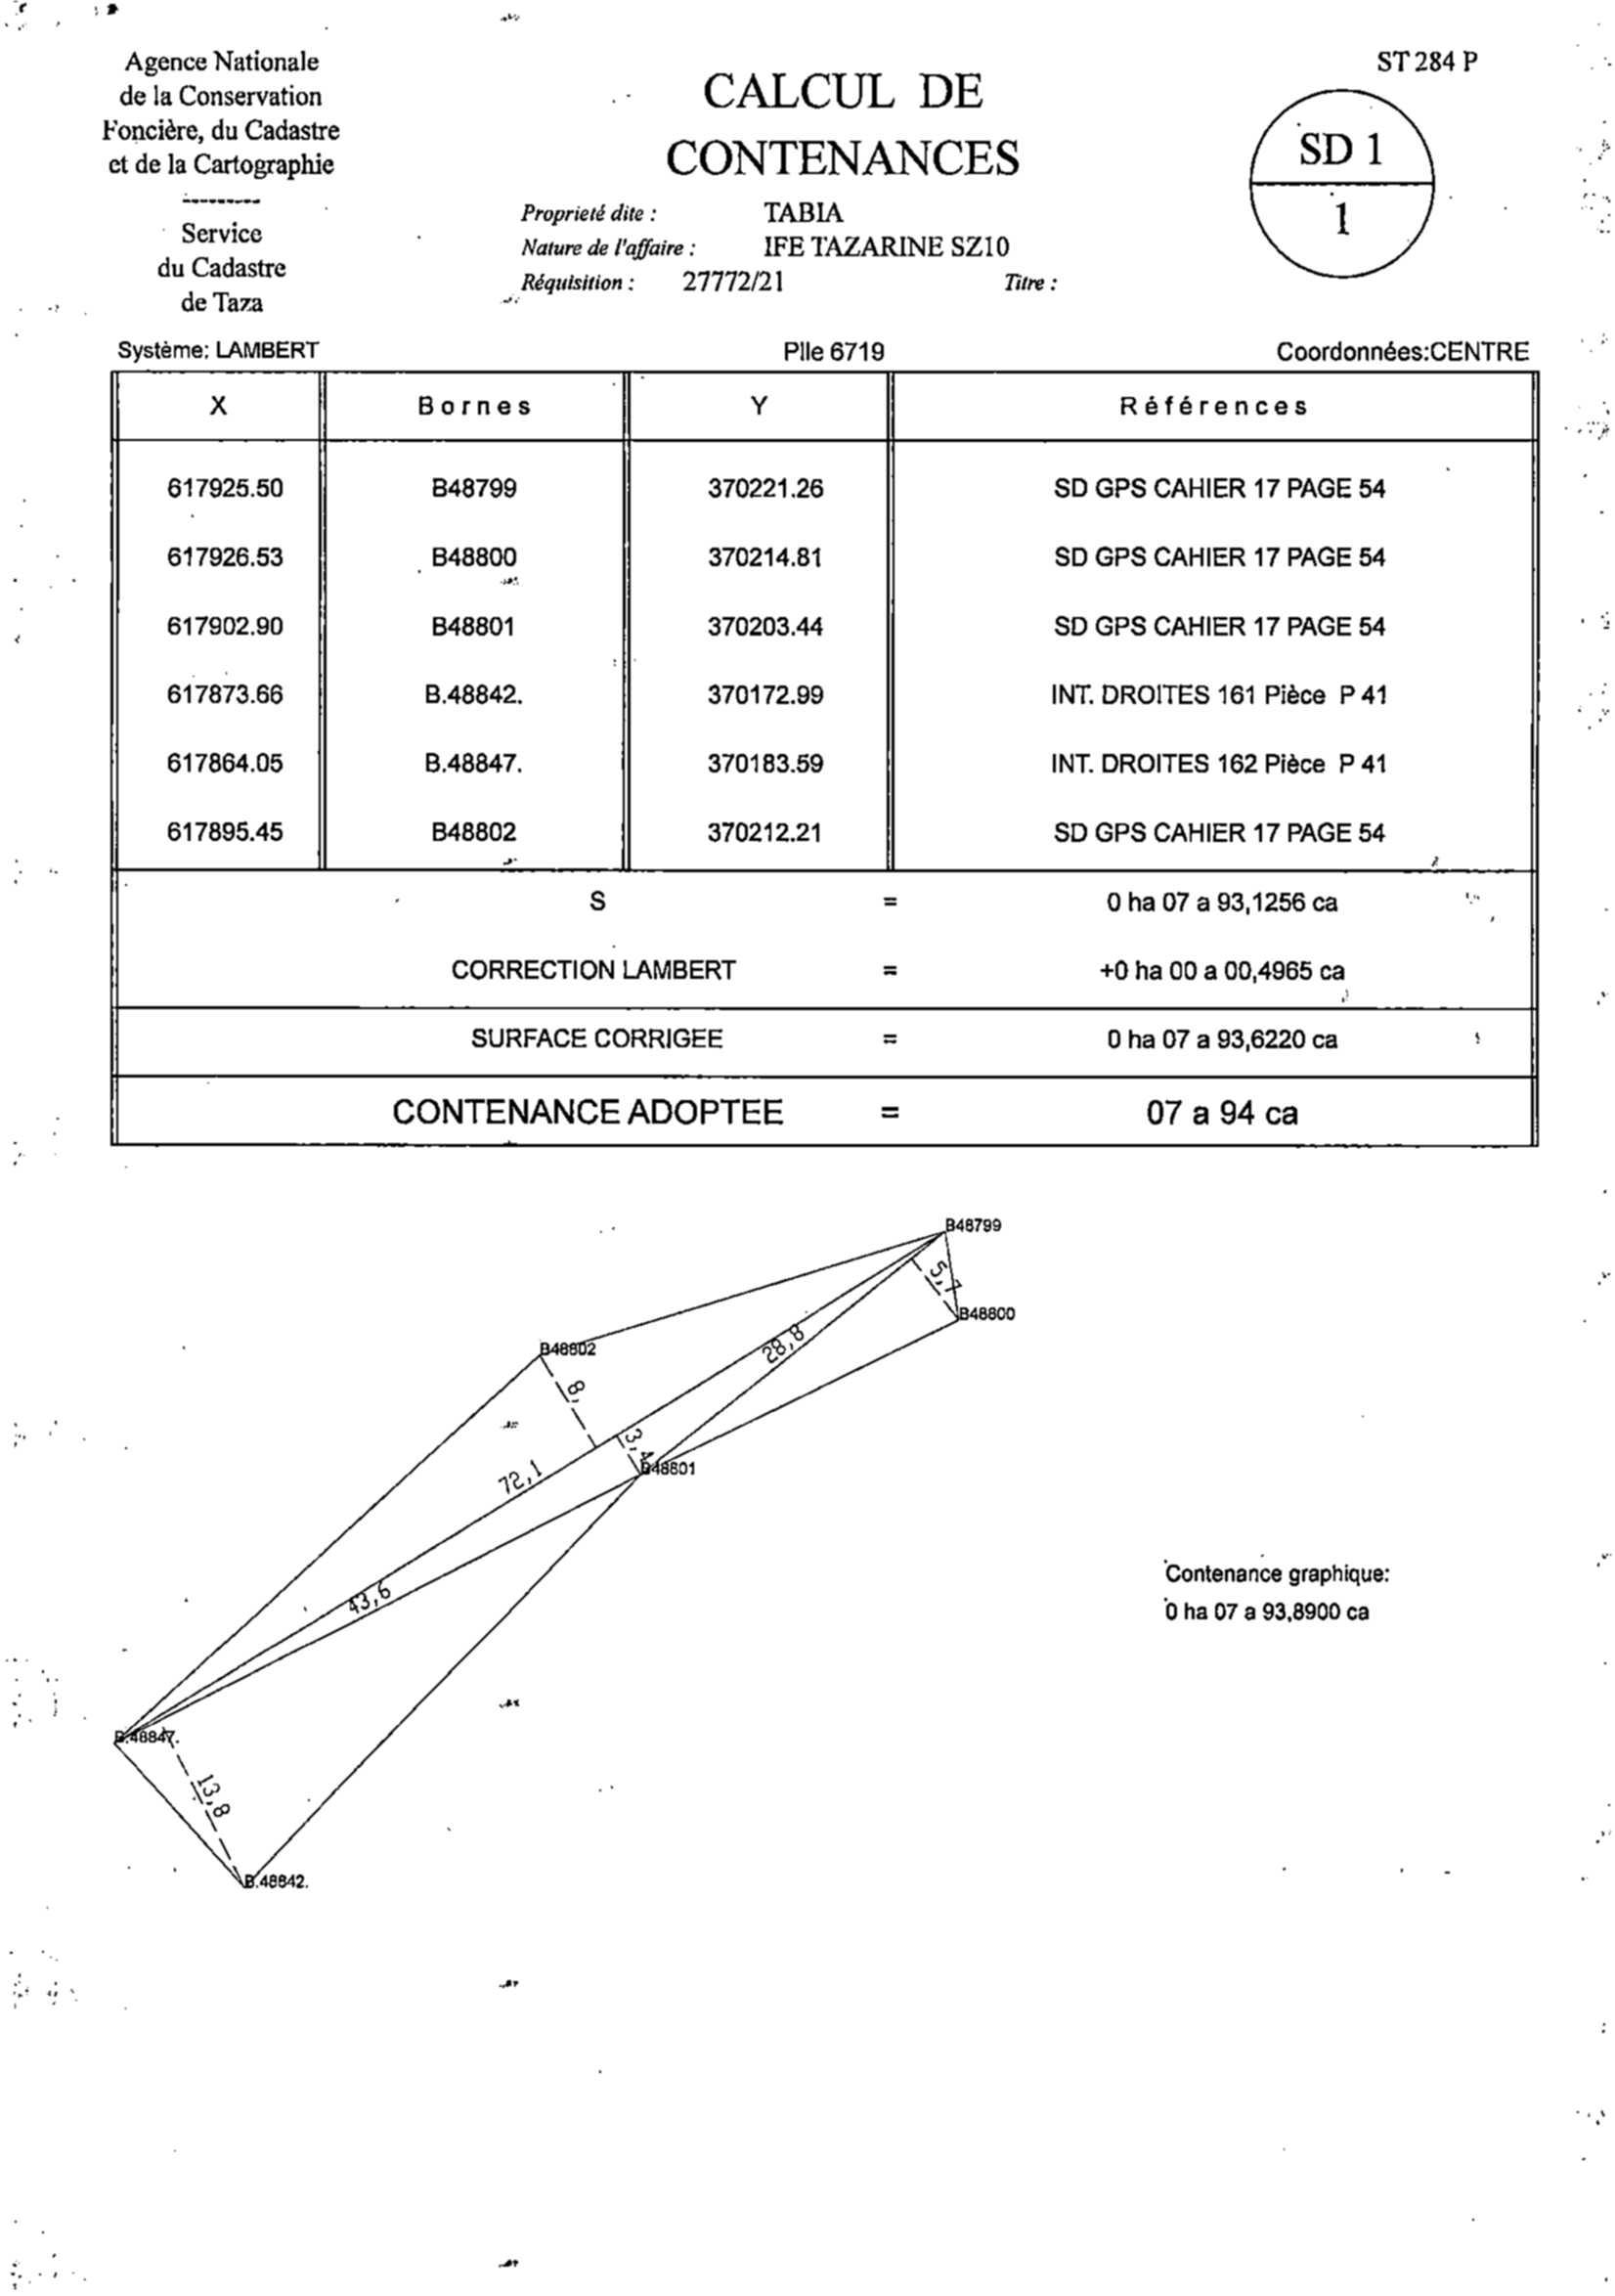 Agence Nationale
de la Conservation
Foncière, du Cadastre
et de la Cartographie
---------
Service
du Cadastre
de Taza
CALCUL DE
CONTENANCES
Proprieté dite : TABIA
Nature de l'affaire : IFE TAZARINE SZ10
Réquisition : 27772/21 Titre :
ST 284 P
SD 1
1
Système: LAMBERT Plle 6719 Coordonnées:CENTRE
X Bornes Y Références
617925.50 B48799 370221.26 SD GPS CAHIER 17 PAGE 54
617926.53 B48800 370214.81 SD GPS CAHIER 17 PAGE 54
617902.90 B48801 370203.44 SD GPS CAHIER 17 PAGE 54
617873.66 B.48842. 370172.99 INT. DROITES 161 Pièce P 41
617864.05 B.48847. 370183.59 INT. DROITES 162 Pièce P 41
617895.45 B48802 370212.21 SD GPS CAHIER 17 PAGE 54
S = 0 ha 07 a 93,1256 ca
CORRECTION LAMBERT = +0 ha 00 a 00,4965 ca
SURFACE CORRIGEE = 0 ha 07 a 93,6220 ca
CONTENANCE ADOPTEE = 07 a 94 ca
B48799
5,7
B48800
28,8
B48802
8,
3,4
B48801
72,1
43,6
Contenance graphique:
0 ha 07 a 93,8900 ca
B.48847.
13,8
B.48842.